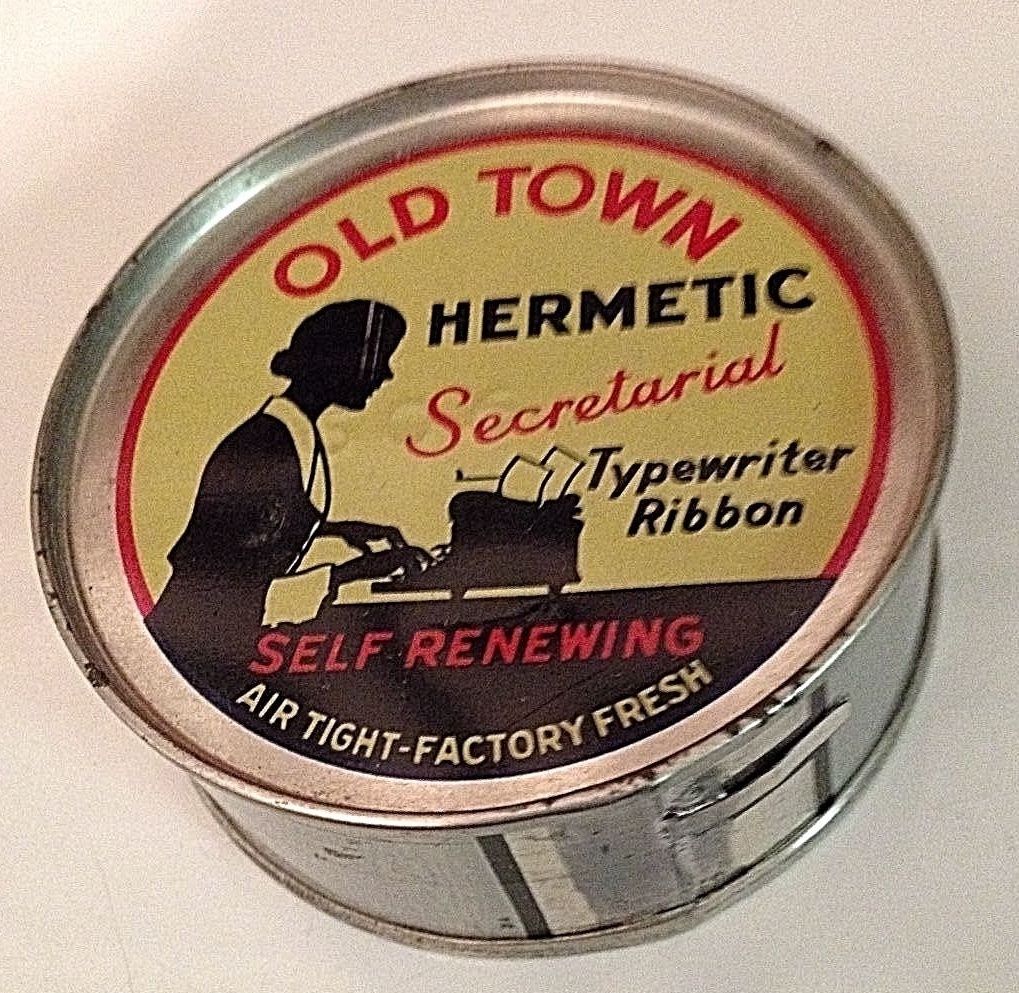 OLD TOWN
HERMETIC
Secretarial
Typewriter
Ribbon
SELF RENEWING
AIR TIGHT-FACTORY FRESH